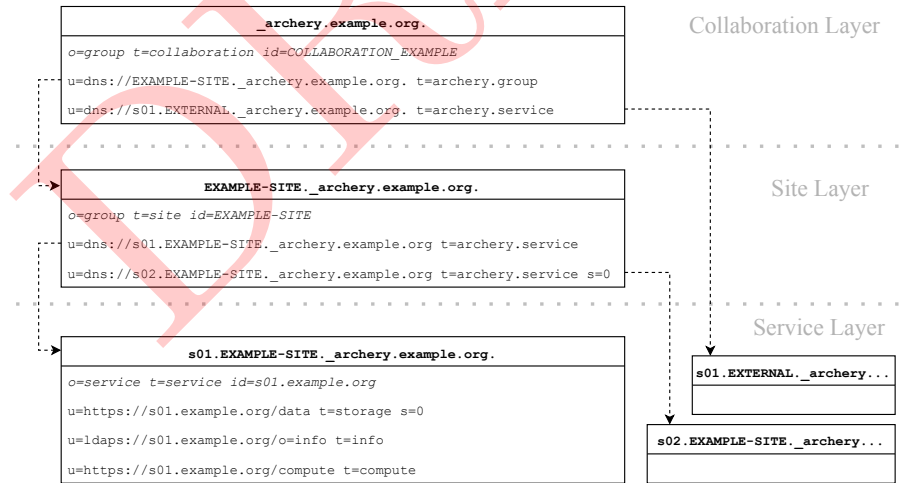 _archery.example.org.
Collaboration Layer
o=group t=collaboration id=COLLABORATION_EXAMPLE
u=dns://EXAMPLE-SITE._archery.example.org. t=archery.group
u=dns://s01.EXTERNAL._archery.example.org. t=archery.service
EXAMPLE-SITE._archery.example.org.
Site Layer
o=group t=site id=EXAMPLE-SITE
u=dns://s01.EXAMPLE-SITE._archery.example.org t=archery.service
u=dns://s02.EXAMPLE-SITE._archery.example.org t=archery.service s=0
Service Layer
s01.EXAMPLE-SITE._archery.example.org.
o=service t=service id=s01.example.org
u=https://s01.example.org/data t=storage s=0
u=ldaps://s01.example.org/o=info t=info
u=https://s01.example.org/compute t=compute
s01.EXTERNAL._archery...
s02.EXAMPLE-SITE._archery...